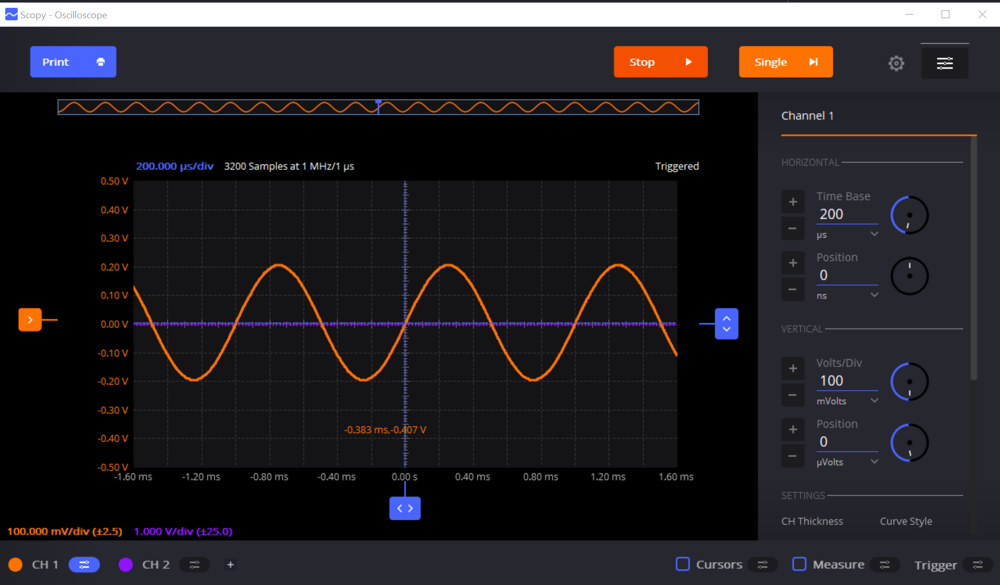 Scopy - Oscilloscope
Print
Stop
Single
Channel 1
200.000 µs/div 3200 Samples at 1 MHz/1 µs Triggered
0.50 V
0.40 V
0.30 V
0.20 V
0.10 V
0.00 V
-0.10 V
-0.20 V
-0.30 V
-0.40 V
-0.50 V
-0.383 ms,-0.407 V
-1.60 ms -1.20 ms -0.80 ms -0.40 ms 0.00 s 0.40 ms 0.80 ms 1.20 ms 1.60 ms
100.000 mV/div (±2.5) 1.000 V/div (±25.0)
HORIZONTAL
+ Time Base
200
- µs
+ Position
0
- ns
VERTICAL
+ Volts/Div
100
- mVolts
+ Position
0
- µVolts
SETTINGS
CH Thickness Curve Style
CH 1 CH 2 + Cursors Measure Trigger